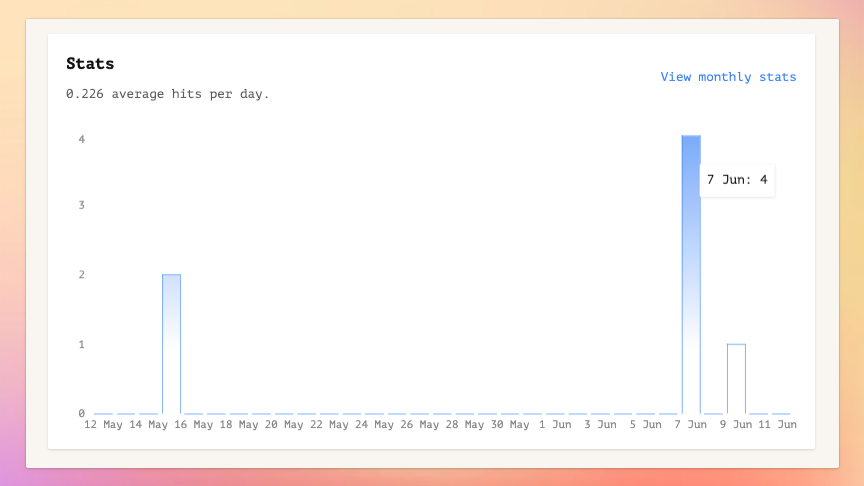 Stats
View monthly stats
0.226 average hits per day.
4
7 Jun: 4
3
2
1
0
12 May 14 May 16 May 18 May 20 May 22 May 24 May 26 May 28 May 30 May 1 Jun 3 Jun 5 Jun 7 Jun 9 Jun 11 Jun